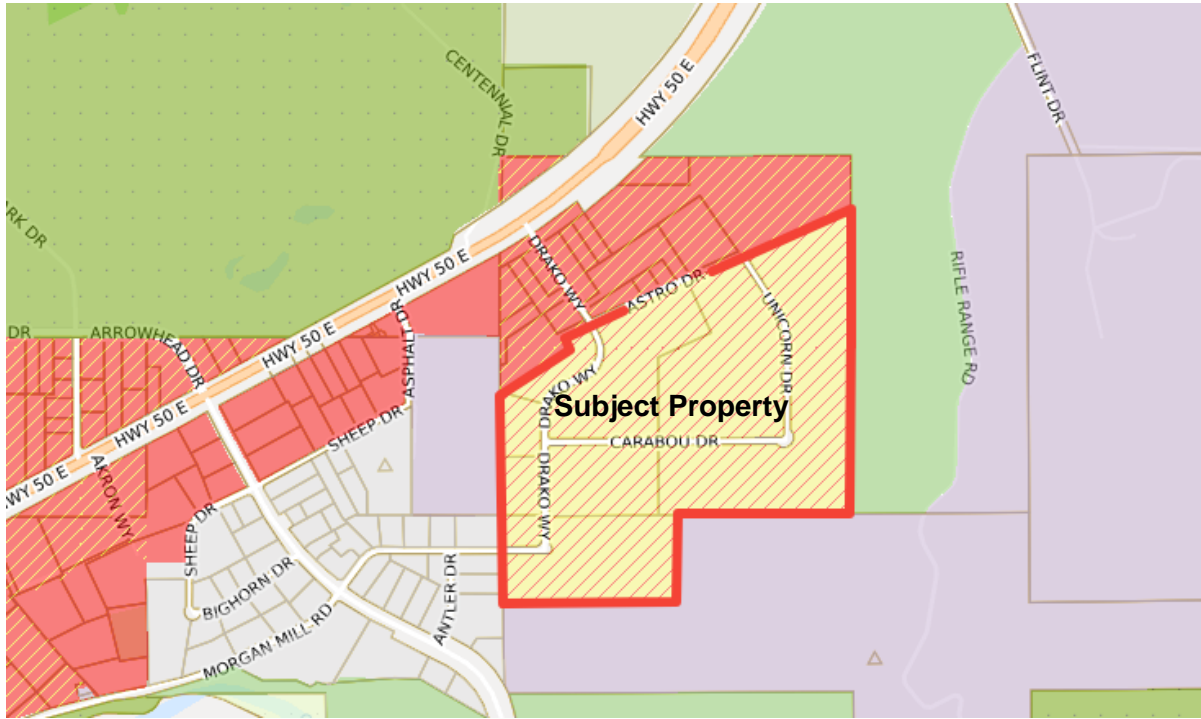 CENTENNIAL DR
HWY 50 E
FLINT DR
ARK DR
HWY 50 E
DRAKO WY
RIFLE RANGE RD
ASTRO DR
UNICORN DR
DR
ARROWHEAD DR
HWY 50 E
ASPHALT DR
DRAKO WY
Subject Property
HWY 50 E
SHEEP DR
CARABOU DR
WY 50 E
AKRON WY
DRAKO WY
SHEEP DR
BIGHORN DR
ANTLER DR
MORGAN MILL RD